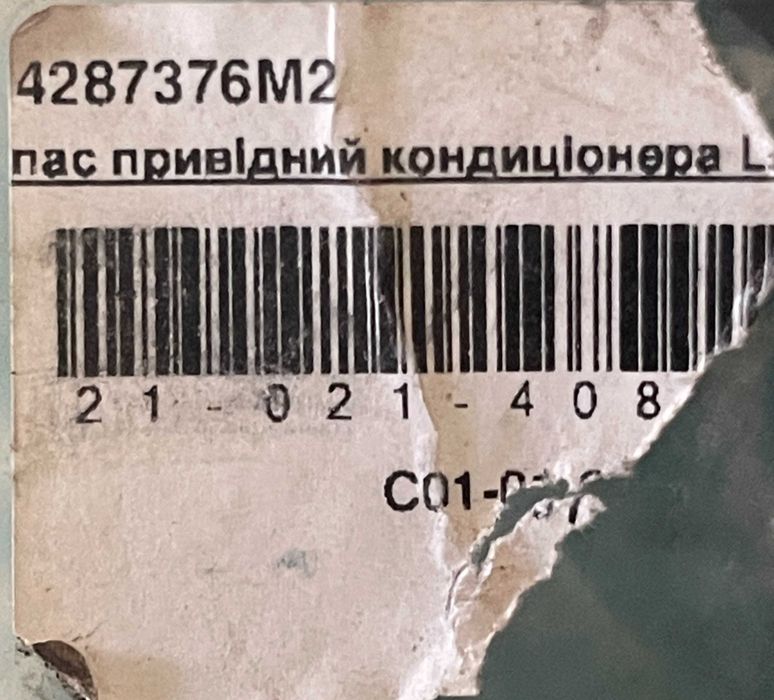 4287376M2
пас привідний кондиціонера L
21-021-408